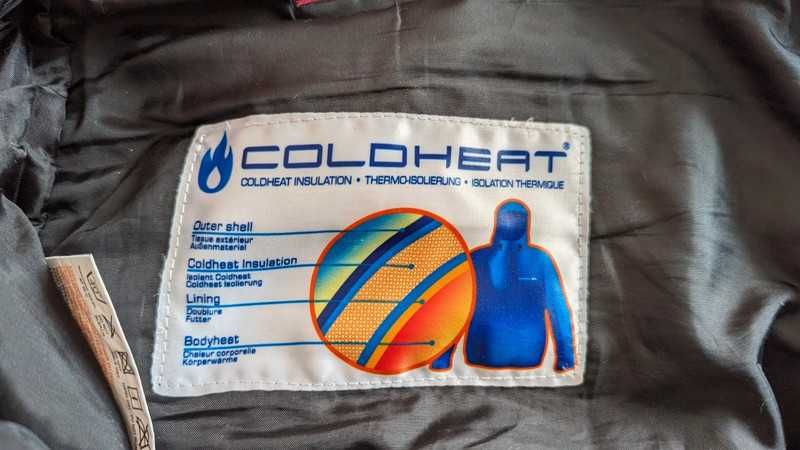 COLDHEAT®
COLDHEAT INSULATION • THERMO-ISOLIERUNG • ISOLATION THERMIQUE
Outer shell
Tissue extérieur
Außenmaterial
Coldheat Insulation
Isolant Coldheat
Coldheat Isolierung
Lining
Doublure
Futter
Bodyheat
Chaleur corporelle
Körperwärme